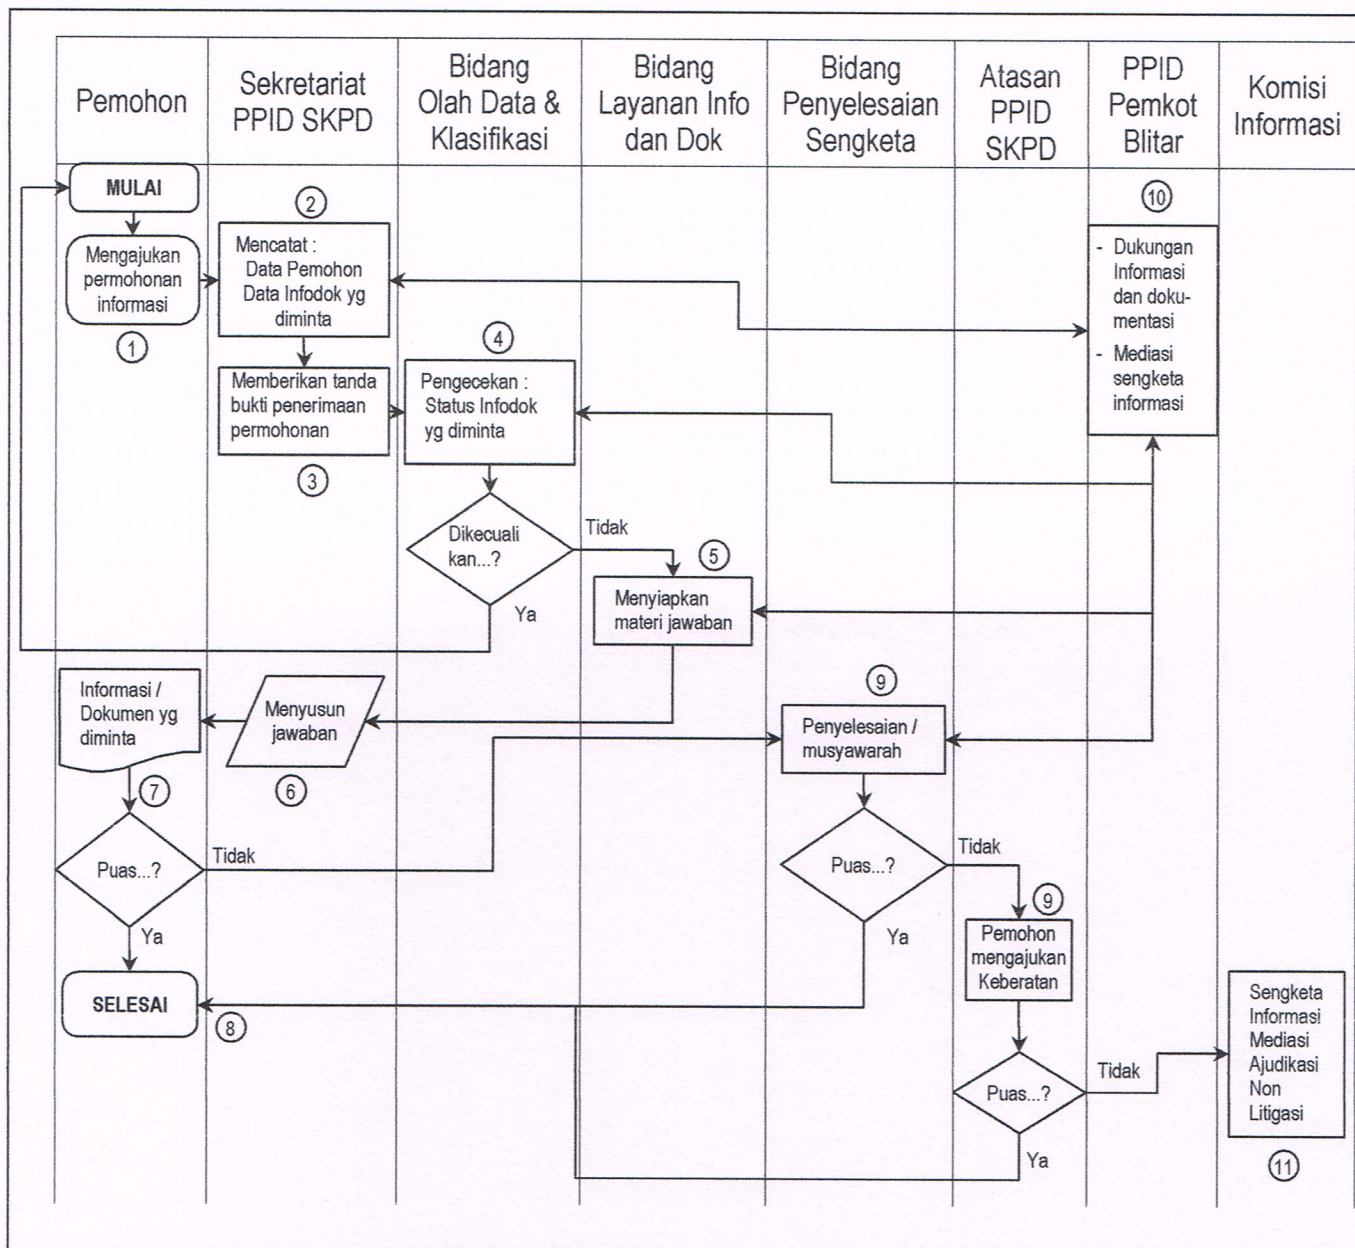 Pemohon
Sekretariat
PPID SKPD
Bidang
Olah Data &
Klasifikasi
Bidang
Layanan Info
dan Dok
Bidang
Penyelesaian
Sengketa
Atasan
PPID
SKPD
PPID
Pemkot
Blitar
Komisi
Informasi
MULAI
Mengajukan
permohonan
informasi
1
2
Mencatat :
Data Pemohon
Data Infodok yg
diminta
Memberikan tanda
bukti penerimaan
permohonan
3
4
Pengecekan :
Status Infodok
yg diminta
Dikecuali
kan...?
Tidak
Ya
5
Menyiapkan
materi jawaban
10
- Dukungan
Informasi
dan doku-
mentasi
- Mediasi
sengketa
informasi
Informasi /
Dokumen yg
diminta
7
Menyusun
jawaban
6
Puas...?
Tidak
Ya
SELESAI
8
9
Penyelesaian /
musyawarah
Puas...?
Tidak
Ya
9
Pemohon
mengajukan
Keberatan
Puas...?
Tidak
Ya
Sengketa
Informasi
Mediasi
Ajudikasi
Non
Litigasi
11